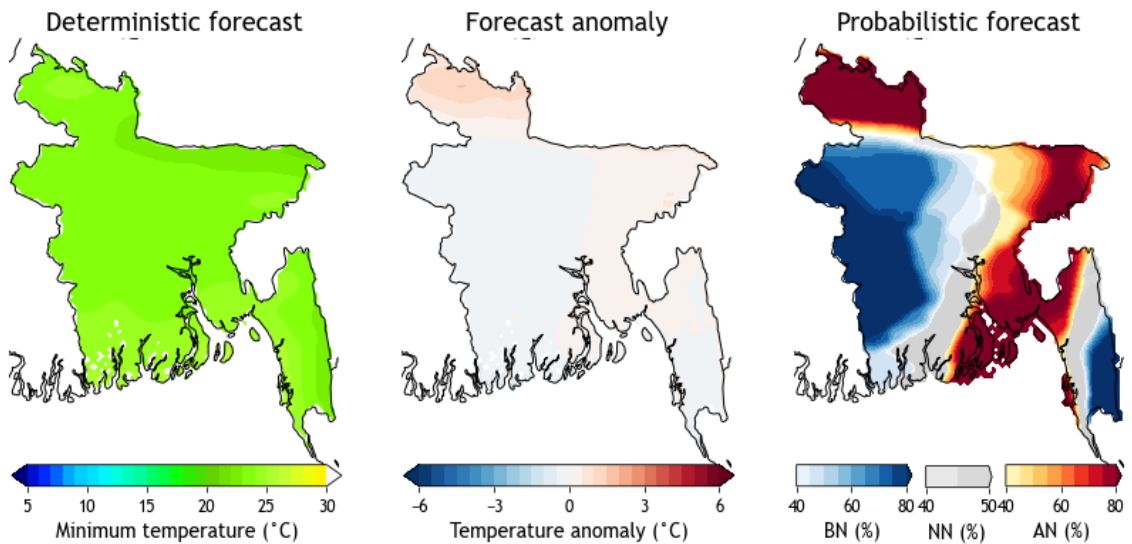 Deterministic forecast
Forecast anomaly
Probabilistic forecast
5 10 15 20 25 30
Minimum temperature (˚C)
−6 −3 0 3 6
Temperature anomaly (˚C)
40 60 80
BN (%)
40 50
NN (%)
40 60 80
AN (%)